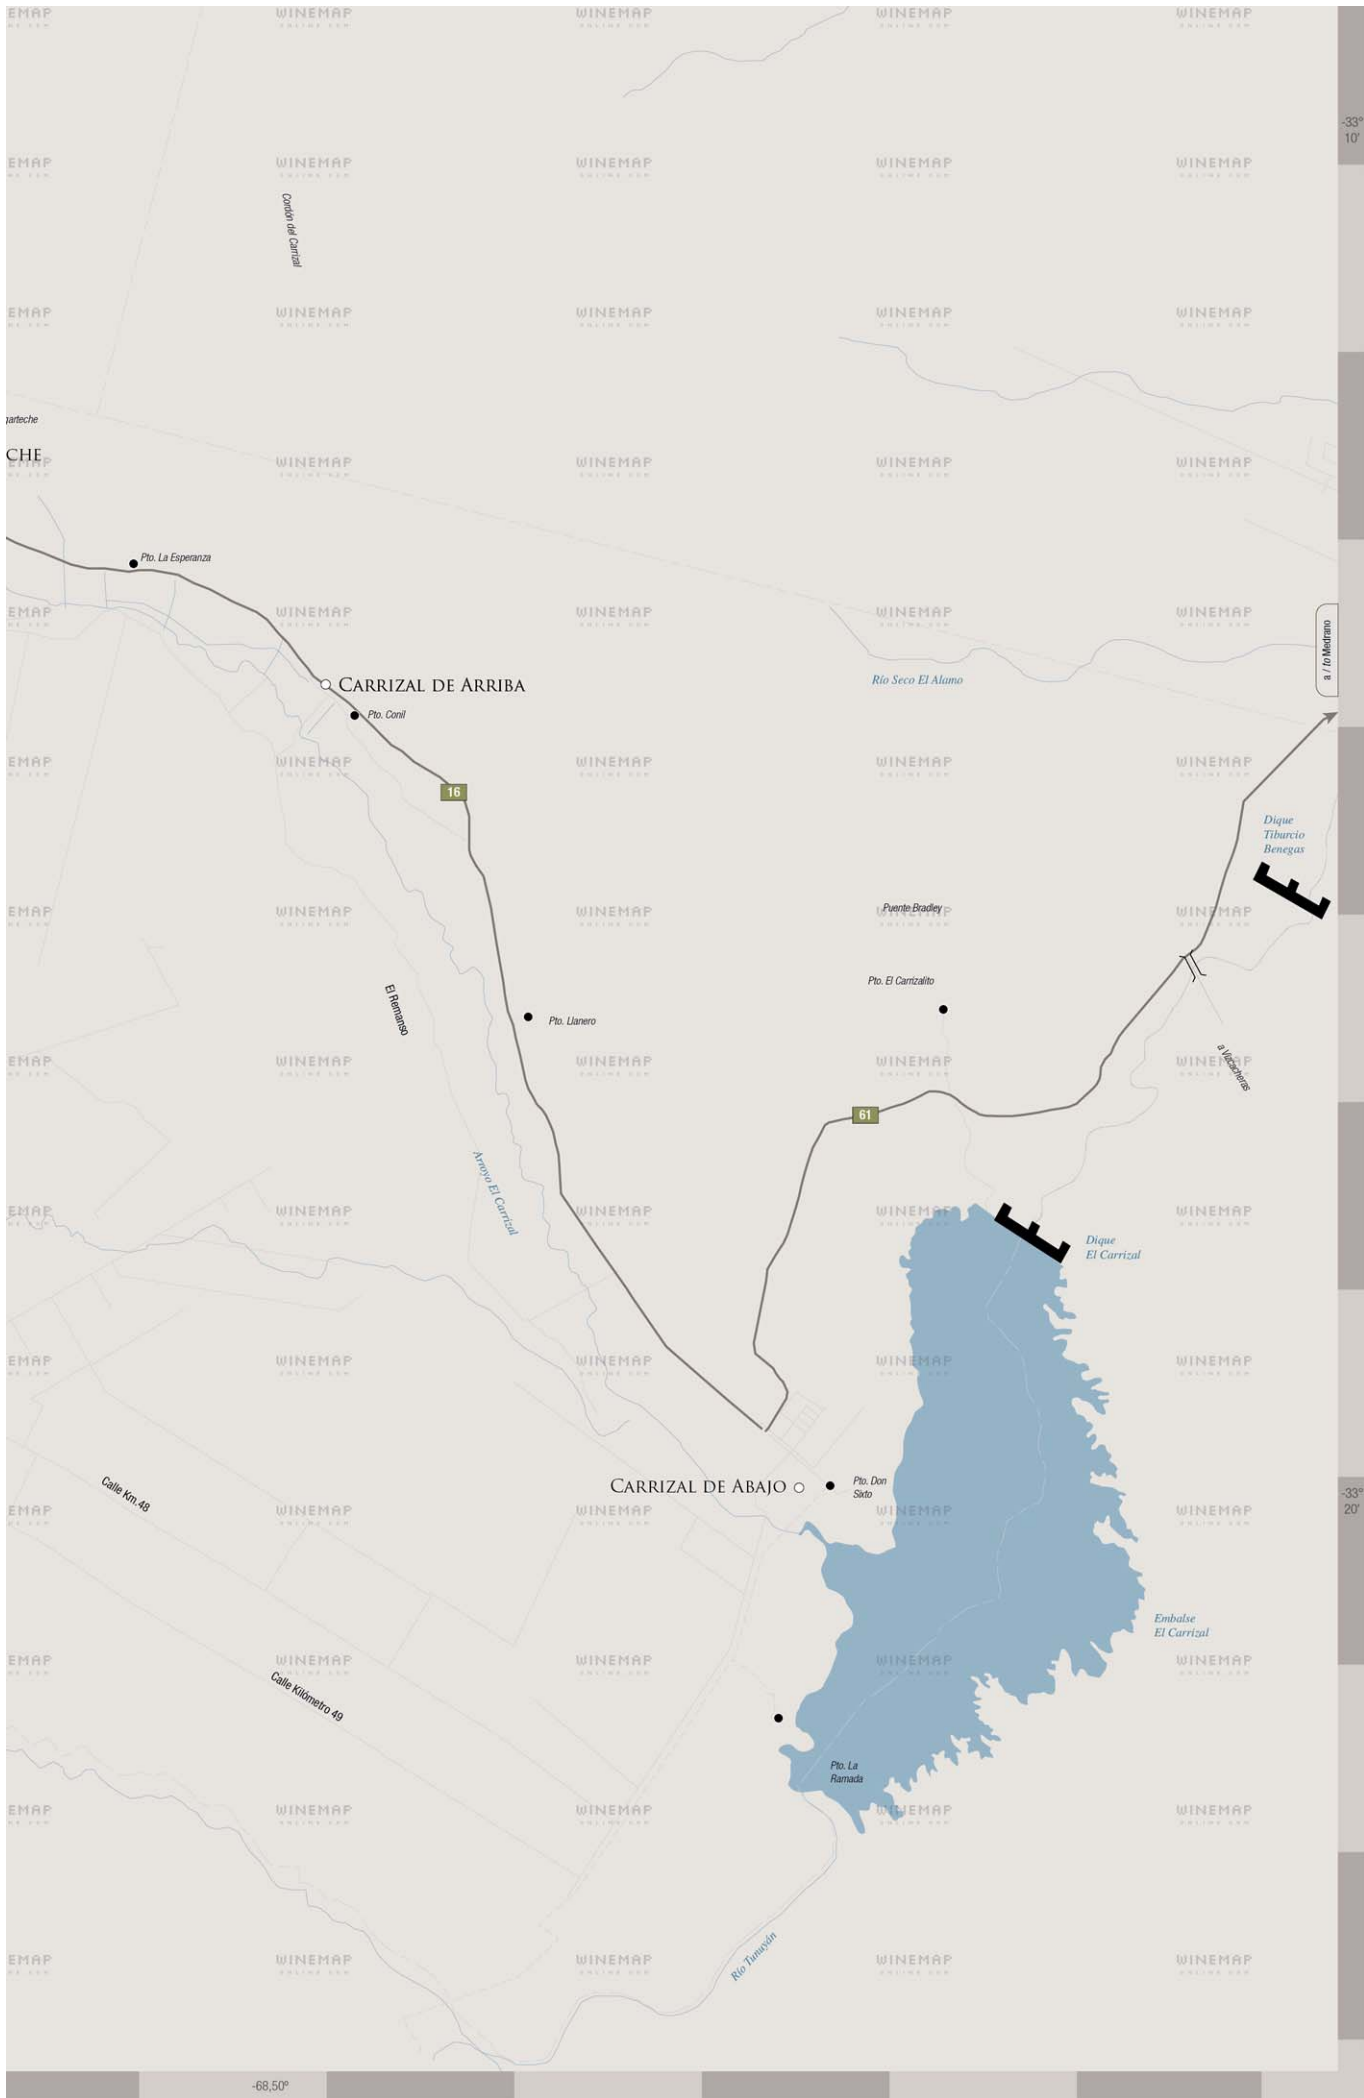 WINEMAP
-33°
10'
Cordón del Carrizal
garteche
CHE
Pto. La Esperanza
a / to Medrano
Río Seco El Alamo
CARRIZAL DE ARRIBA
Pto. Conil
16
Dique
Tiburcio
Benegas
Puente Bradley
Pto. El Carrizalito
El Remanso
Pto. Llanero
a Vizcacheras
61
Arroyo El Carrizal
Dique
El Carrizal
CARRIZAL DE ABAJO
Pto. Don
Sixto
Calle Km.48
-33°
20'
Embalse
El Carrizal
Calle Kilómetro 49
Pto. La
Ramada
Río Tunuyán
-68,50°